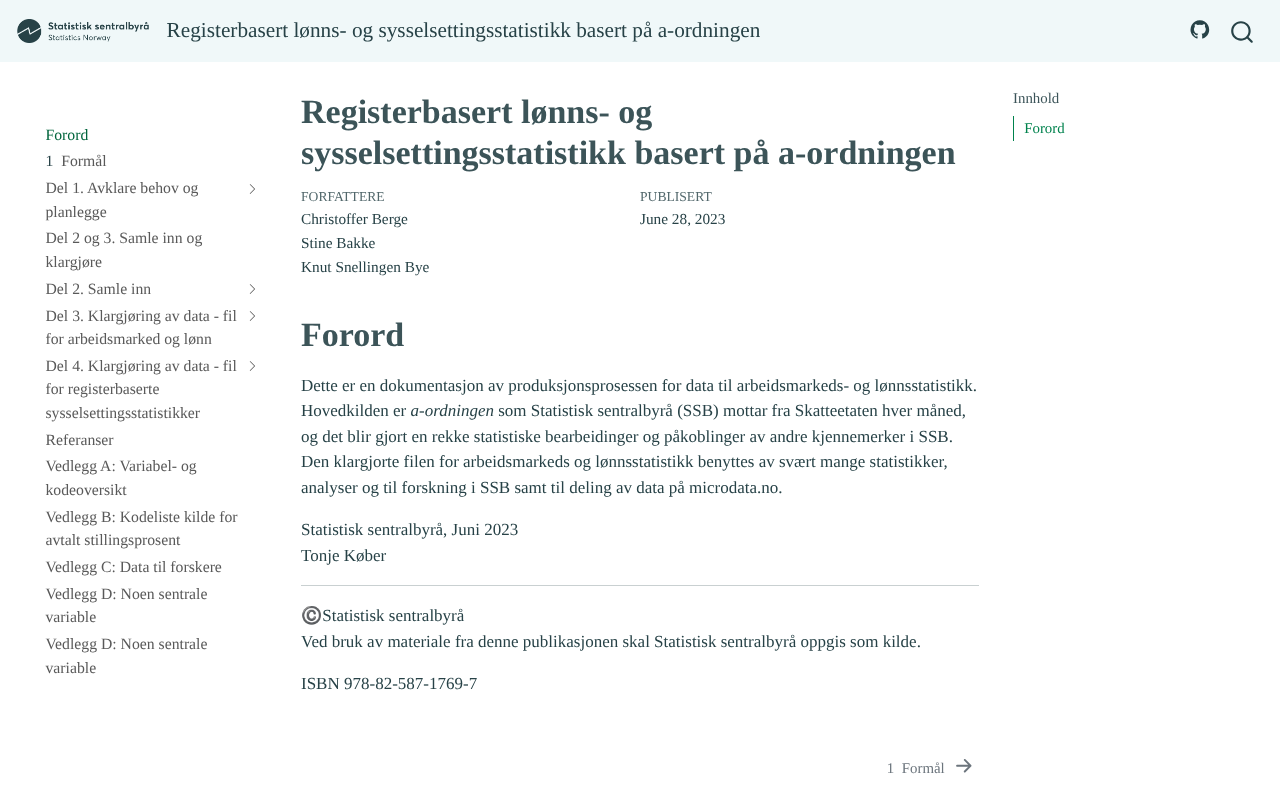 Statistisk sentralbyrå
Statistics Norway
Registerbasert lønns- og sysselsettingsstatistikk basert på a-ordningen
Forord
1 Formål
Del 1. Avklare behov og
planlegge
Del 2 og 3. Samle inn og
klargjøre
Del 2. Samle inn
Del 3. Klargjøring av data - fil
for arbeidsmarked og lønn
Del 4. Klargjøring av data - fil
for registerbaserte
sysselsettingsstatistikker
Referanser
Vedlegg A: Variabel- og
kodeoversikt
Vedlegg B: Kodeliste kilde for
avtalt stillingsprosent
Vedlegg C: Data til forskere
Vedlegg D: Noen sentrale
variable
Vedlegg D: Noen sentrale
variable
Registerbasert lønns- og
sysselsettingsstatistikk basert på a-ordningen
FORFATTERE
Christoffer Berge
Stine Bakke
Knut Snellingen Bye
PUBLISERT
June 28, 2023
Forord
Dette er en dokumentasjon av produksjonsprosessen for data til arbeidsmarkeds- og lønnsstatistikk.
Hovedkilden er a-ordningen som Statistisk sentralbyrå (SSB) mottar fra Skatteetaten hver måned,
og det blir gjort en rekke statistiske bearbeidinger og påkoblinger av andre kjennemerker i SSB.
Den klargjorte filen for arbeidsmarkeds og lønnsstatistikk benyttes av svært mange statistikker,
analyser og til forskning i SSB samt til deling av data på microdata.no.
Statistisk sentralbyrå, Juni 2023
Tonje Køber
©Statistisk sentralbyrå
Ved bruk av materiale fra denne publikasjonen skal Statistisk sentralbyrå oppgis som kilde.
ISBN 978-82-587-1769-7
1 Formål
Innhold
Forord